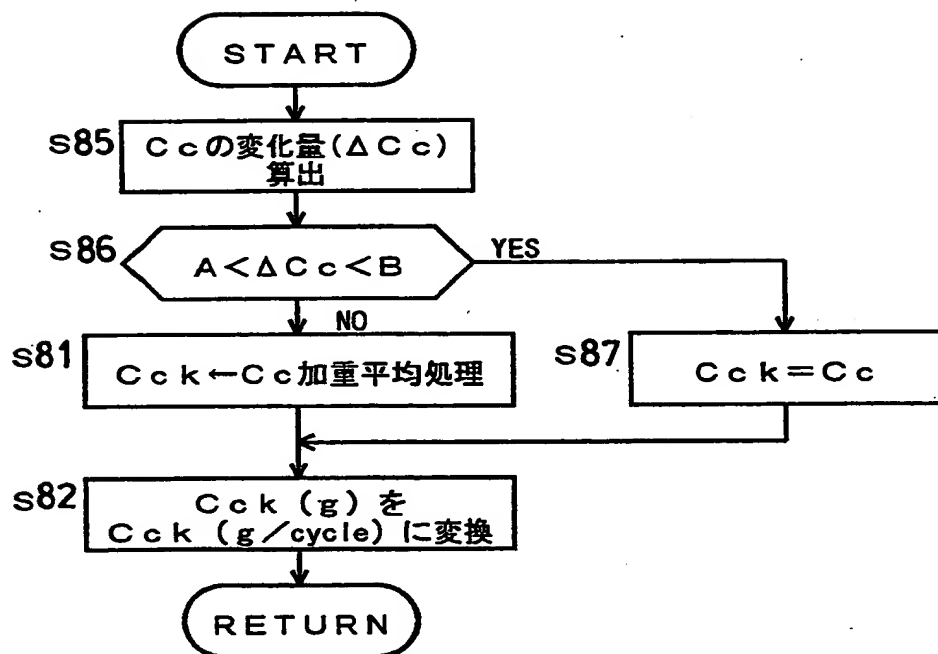 START
S85
Ccの変化量(ΔCc)
算出
S86
A<ΔCc<B
YES
NO
S81
Cck←Cc加重平均処理
S87
Cck=Cc
S82
Cck (g) を
Cck (g/cycle) に変換
RETURN